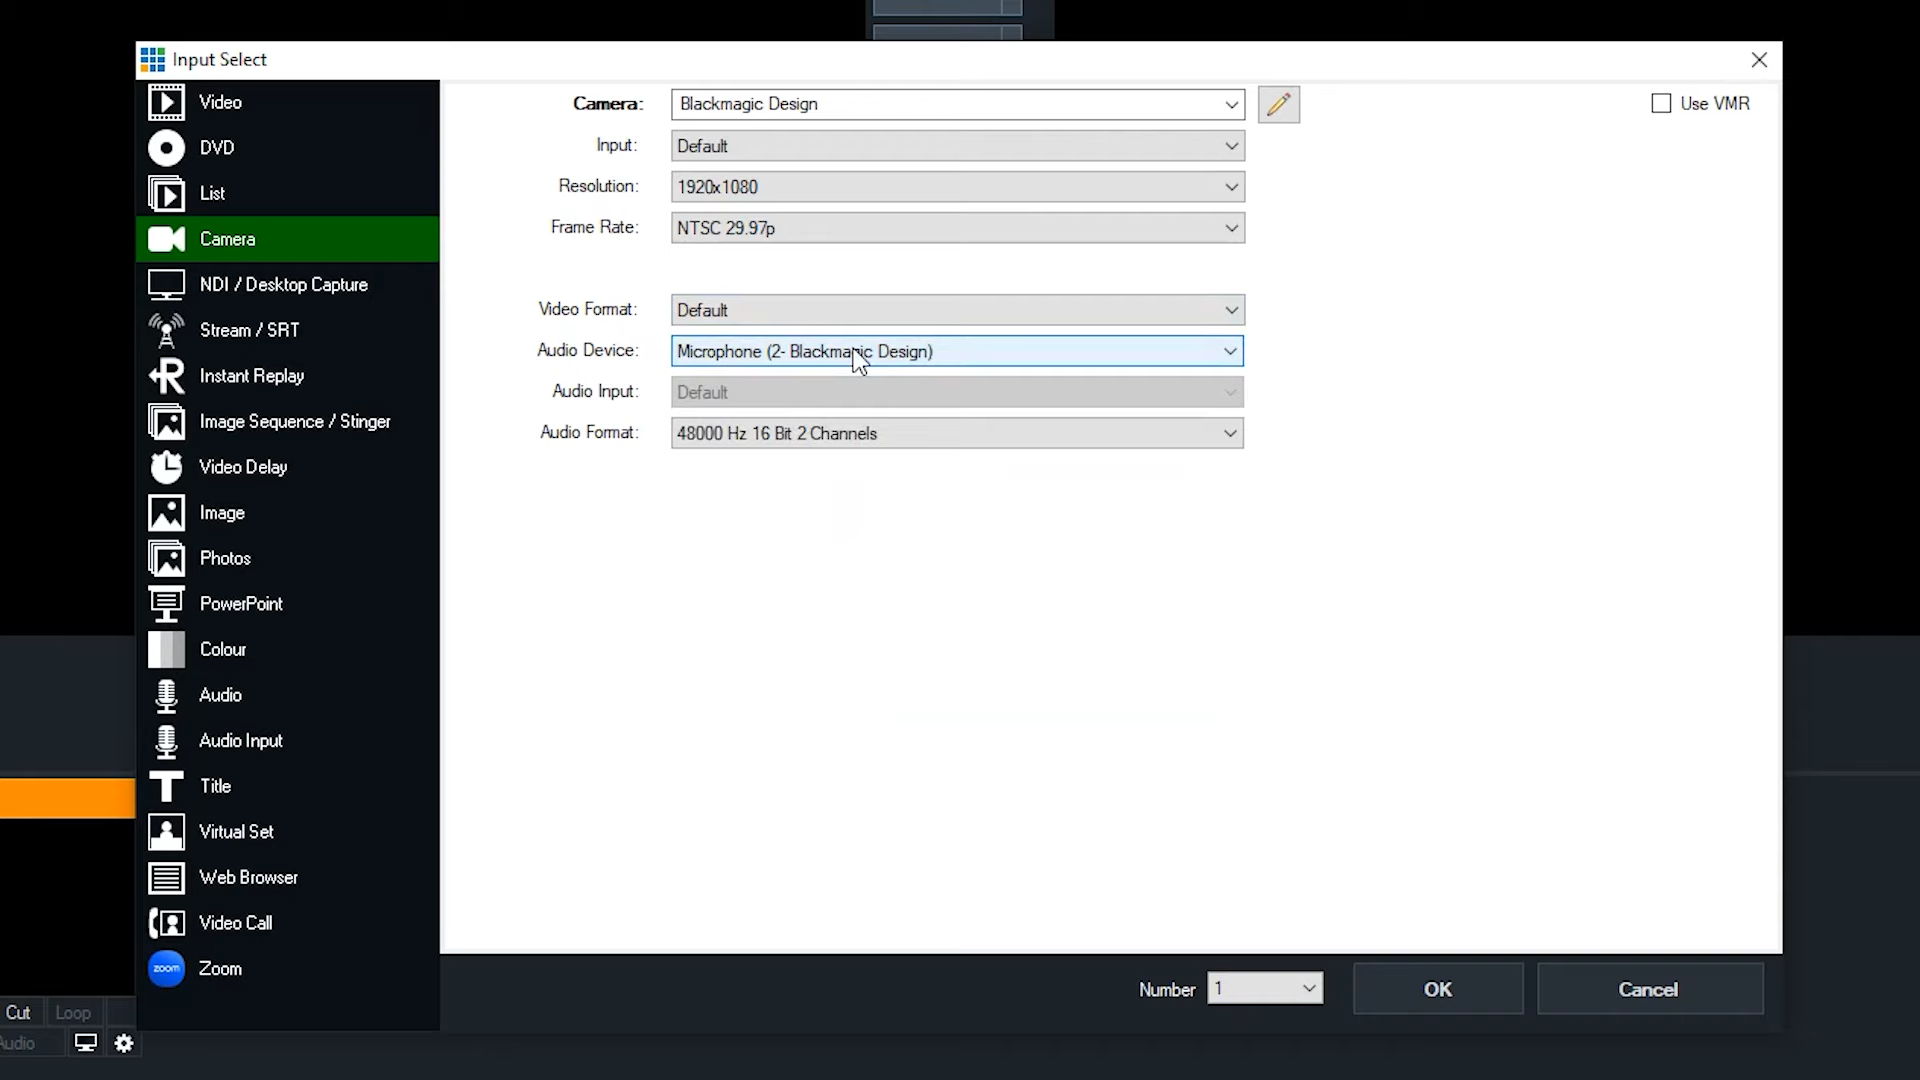 Input Select
Video
DVD
List
Camera
NDI / Desktop Capture
Stream / SRT
Instant Replay
Image Sequence / Stinger
Video Delay
Image
Photos
PowerPoint
Colour
Audio
Audio Input
Title
Virtual Set
Web Browser
Video Call
zoom Zoom
Camera: Blackmagic Design
Use VMR
Input: Default
Resolution: 1920x1080
Frame Rate: NTSC 29.97p
Video Format: Default
Audio Device: Microphone (2- Blackmagic Design)
Audio Input: Default
Audio Format: 48000 Hz 16 Bit 2 Channels
Number 1 OK Cancel
Cut Loop
Audio